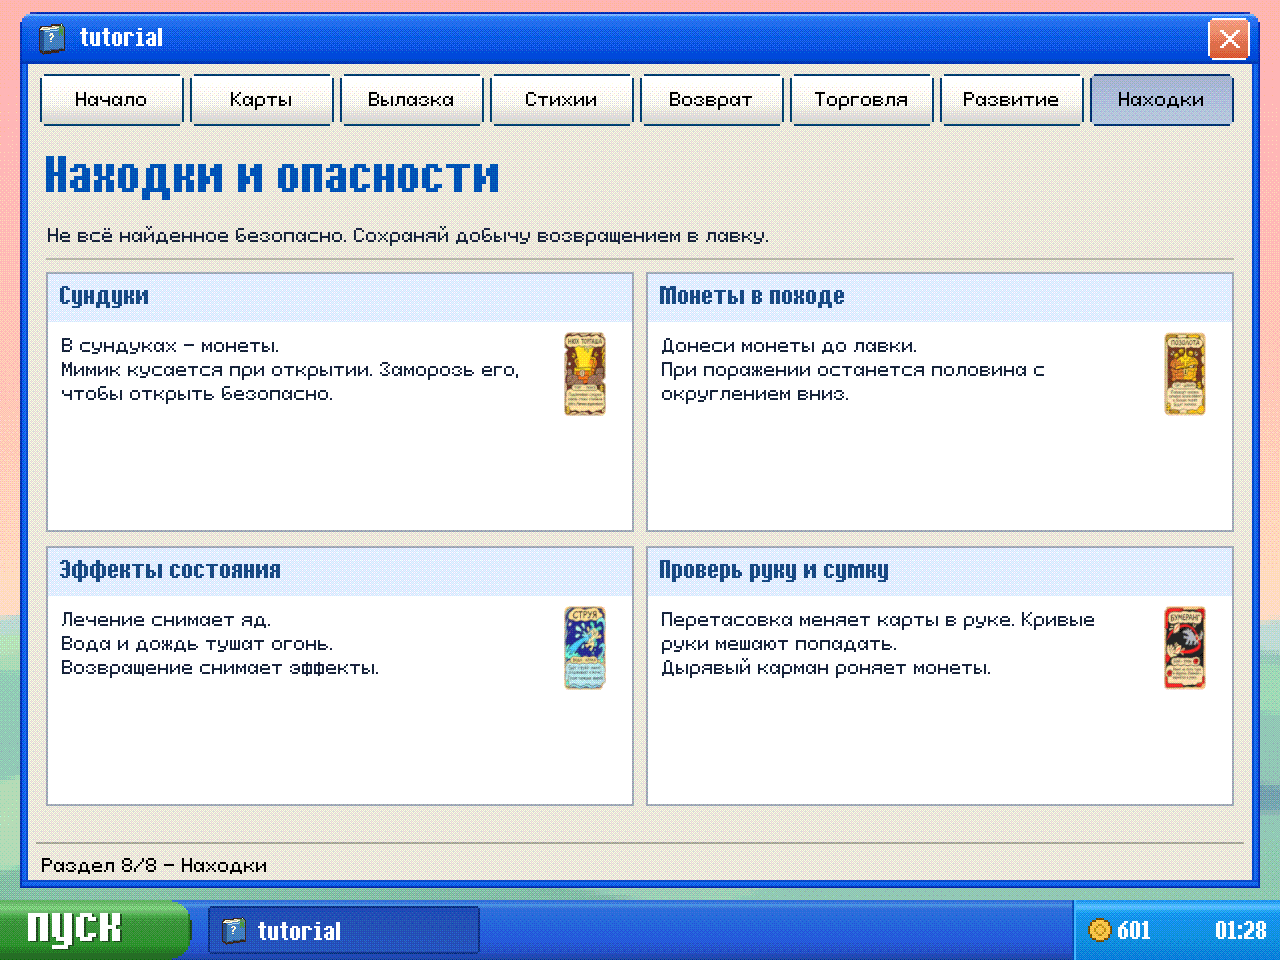 tutorial
Начало
Карты
Вылазка
Стихии
Возврат
Торговля
Развитие
Находки
Находки и опасности
Не всё найденное безопасно. Сохраняй добычу возвращением в лавку.
Сундуки
В сундуках – монеты.
Мимик кусается при открытии. Заморозь его,
чтобы открыть безопасно.
НЮХ ТОРГАША
Монеты в походе
Донеси монеты до лавки.
При поражении останется половина с
округлением вниз.
ПОЗОЛОТА
Эффекты состояния
Лечение снимает яд.
Вода и дождь тушат огонь.
Возвращение снимает эффекты.
СТРУЯ
Проверь руку и сумку
Перетасовка меняет карты в руке. Кривые
руки мешают попадать.
Дырявый карман роняет монеты.
БУМЕРАНГ
Раздел 8/8 – Находки
пуск
tutorial
601
01:28